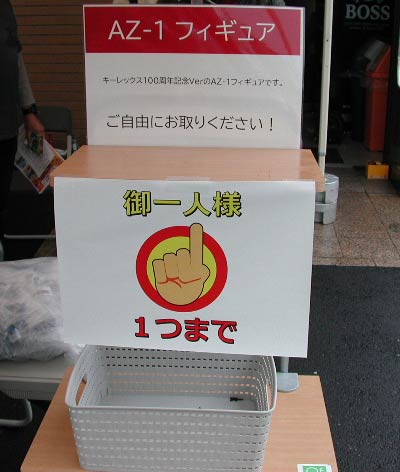 BOSS
AZ-1 フィギュア
キーレックス100周年記念VerのAZ-1フィギュアです。
ご自由にお取りください！
御一人様
1つまで